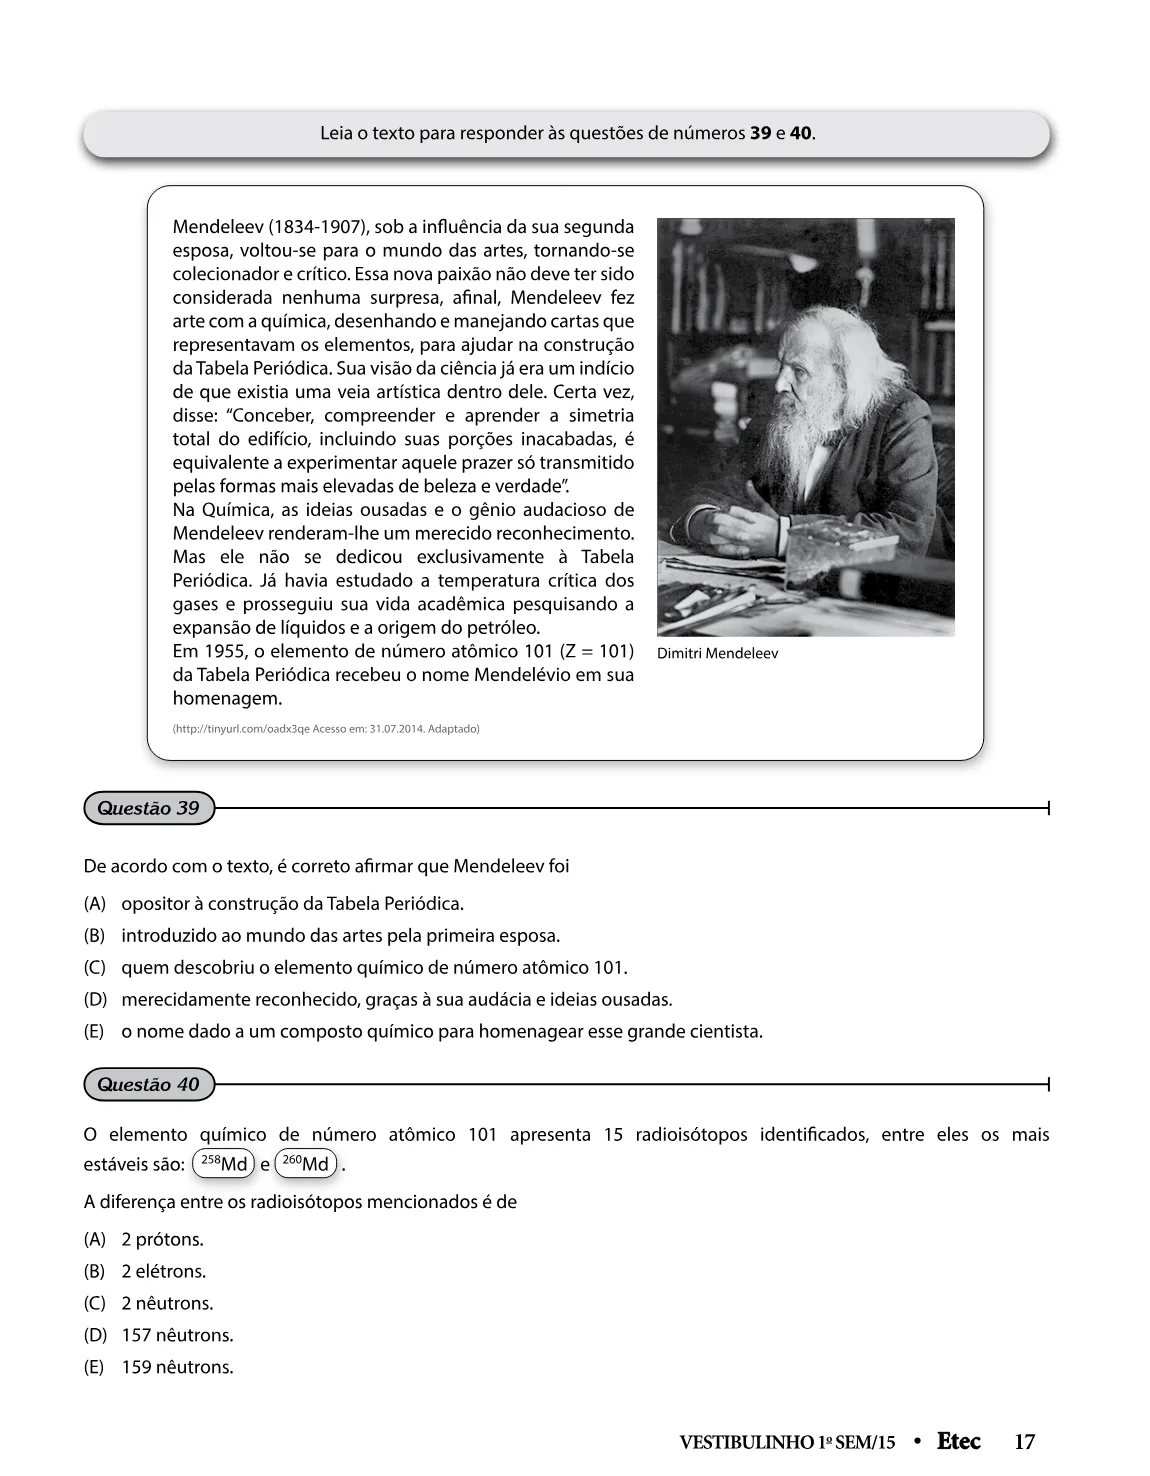 Leia o texto para responder às questões de números 39 e 40.
Mendeleev (1834-1907), sob a influência da sua segunda
esposa, voltou-se para o mundo das artes, tornando-se
colecionador e crítico. Essa nova paixão não deve ter sido
considerada nenhuma surpresa, afinal, Mendeleev fez
arte com a química, desenhando e manejando cartas que
representavam os elementos, para ajudar na construção
da Tabela Periódica. Sua visão da ciência já era um indício
de que existia uma veia artística dentro dele. Certa vez,
disse: “Conceber, compreender e aprender a simetria
total do edifício, incluindo suas porções inacabadas, é
equivalente a experimentar aquele prazer só transmitido
pelas formas mais elevadas de beleza e verdade”.
Na Química, as ideias ousadas e o gênio audacioso de
Mendeleev renderam-lhe um merecido reconhecimento.
Mas ele não se dedicou exclusivamente à Tabela
Periódica. Já havia estudado a temperatura crítica dos
gases e prosseguiu sua vida acadêmica pesquisando a
expansão de líquidos e a origem do petróleo.
Em 1955, o elemento de número atômico 101 (Z = 101)
da Tabela Periódica recebeu o nome Mendelévio em sua
homenagem.
(http://tinyurl.com/oadx3qe Acesso em: 31.07.2014. Adaptado)
Dimitri Mendeleev
Questão 39
De acordo com o texto, é correto afirmar que Mendeleev foi
(A) opositor à construção da Tabela Periódica.
(B) introduzido ao mundo das artes pela primeira esposa.
(C) quem descobriu o elemento químico de número atômico 101.
(D) merecidamente reconhecido, graças à sua audácia e ideias ousadas.
(E) o nome dado a um composto químico para homenagear esse grande cientista.
Questão 40
O elemento químico de número atômico 101 apresenta 15 radioisótopos identificados, entre eles os mais
estáveis são: ²⁵⁸Md e ²⁶⁰Md .
A diferença entre os radioisótopos mencionados é de
(A) 2 prótons.
(B) 2 elétrons.
(C) 2 nêutrons.
(D) 157 nêutrons.
(E) 159 nêutrons.
VESTIBULINHO 1º SEM/15 • Etec 17